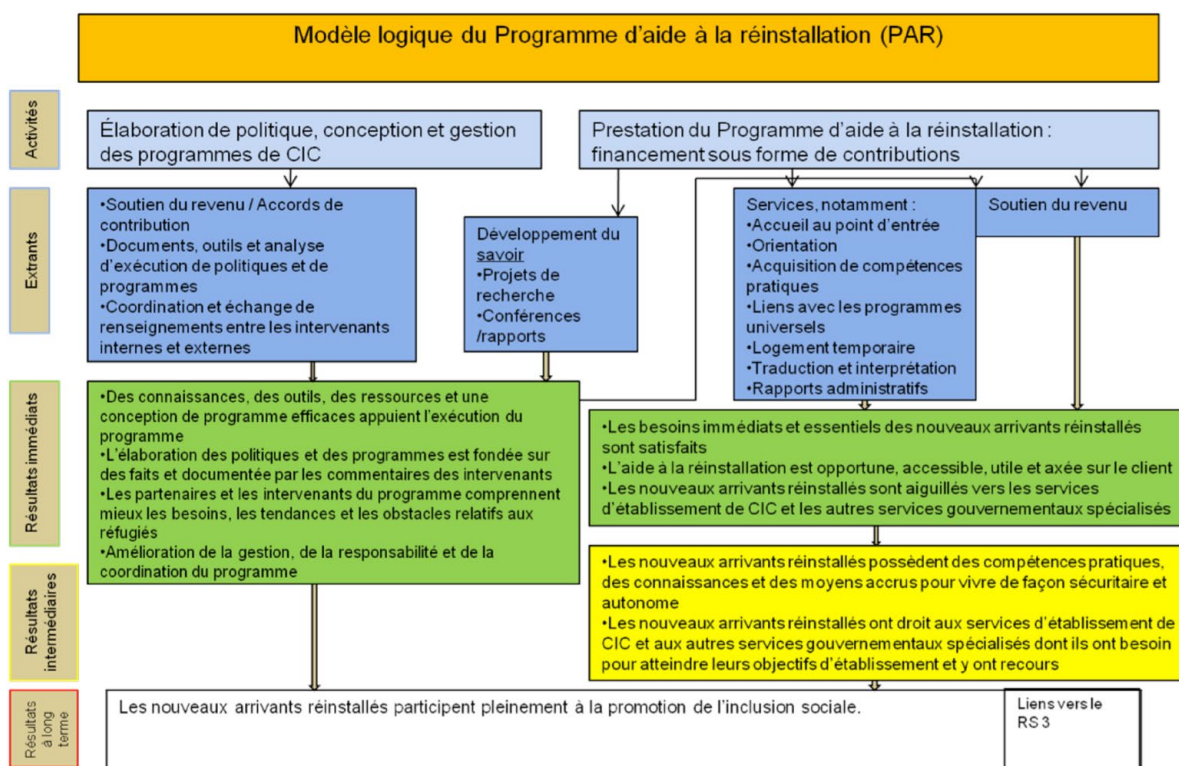 Modèle logique du Programme d'aide à la réinstallation (PAR)
Activités
Élaboration de politique, conception et gestion
des programmes de CIC
Prestation du Programme d'aide à la réinstallation :
financement sous forme de contributions
Extrants
•Soutien du revenu / Accords de
contribution
•Documents, outils et analyse
d'exécution de politiques et de
programmes
•Coordination et échange de
renseignements entre les intervenants
internes et externes
Développement du
savoir
•Projets de
recherche
•Conférences
/rapports
Services, notamment :
•Accueil au point d'entrée
•Orientation
•Acquisition de compétences
pratiques
•Liens avec les programmes
universels
•Logement temporaire
•Traduction et interprétation
•Rapports administratifs
Soutien du revenu
Résultats immédiats
•Des connaissances, des outils, des ressources et une
conception de programme efficaces appuient l'exécution du
programme
•L'élaboration des politiques et des programmes est fondée sur
des faits et documentée par les commentaires des intervenants
•Les partenaires et les intervenants du programme comprennent
mieux les besoins, les tendances et les obstacles relatifs aux
réfugiés
•Amélioration de la gestion, de la responsabilité et de la
coordination du programme
•Les besoins immédiats et essentiels des nouveaux arrivants réinstallés
sont satisfaits
•L'aide à la réinstallation est opportune, accessible, utile et axée sur le client
•Les nouveaux arrivants réinstallés sont aiguillés vers les services
d'établissement de CIC et les autres services gouvernementaux spécialisés
Résultats
intermédiaires
•Les nouveaux arrivants réinstallés possèdent des compétences pratiques,
des connaissances et des moyens accrus pour vivre de façon sécuritaire et
autonome
•Les nouveaux arrivants réinstallés ont droit aux services d'établissement de
CIC et aux autres services gouvernementaux spécialisés dont ils ont besoin
pour atteindre leurs objectifs d'établissement et y ont recours
Résultats
à long
terme
Les nouveaux arrivants réinstallés participent pleinement à la promotion de l'inclusion sociale.
Liens vers le
RS 3